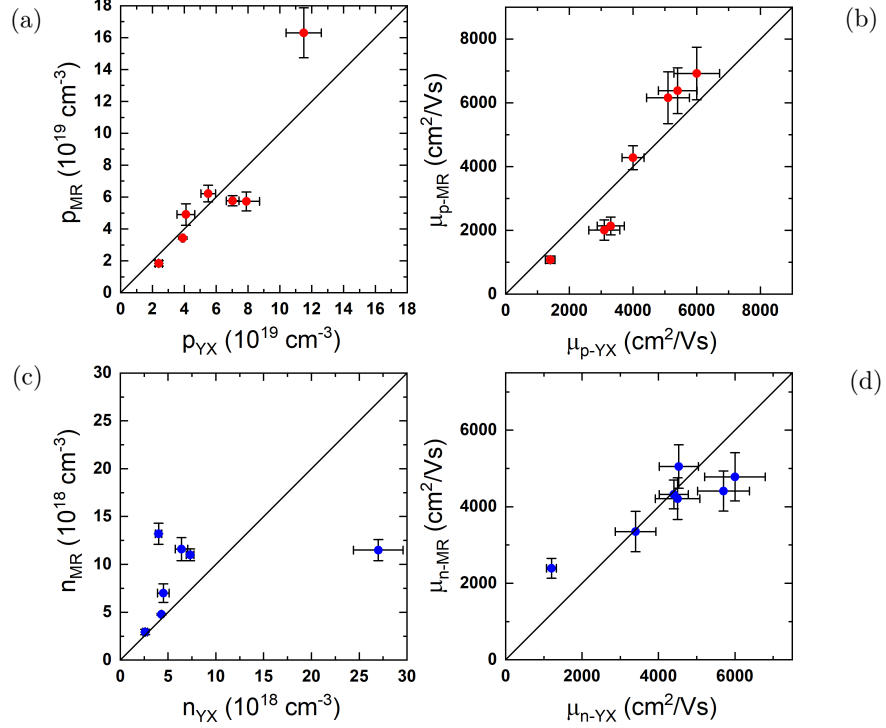 (a)
18
16
14
12
10
8
6
4
2
0
p_MR (10^19 cm^-3)
0 2 4 6 8 10 12 14 16 18
p_YX (10^19 cm^-3)
(b)
8000
6000
4000
2000
0
μ_p-MR (cm^2/Vs)
0 2000 4000 6000 8000
μ_p-YX (cm^2/Vs)
(c)
30
25
20
15
10
5
0
n_MR (10^18 cm^-3)
0 5 10 15 20 25 30
n_YX (10^18 cm^-3)
(d)
6000
4000
2000
0
μ_n-MR (cm^2/Vs)
0 2000 4000 6000
μ_n-YX (cm^2/Vs)